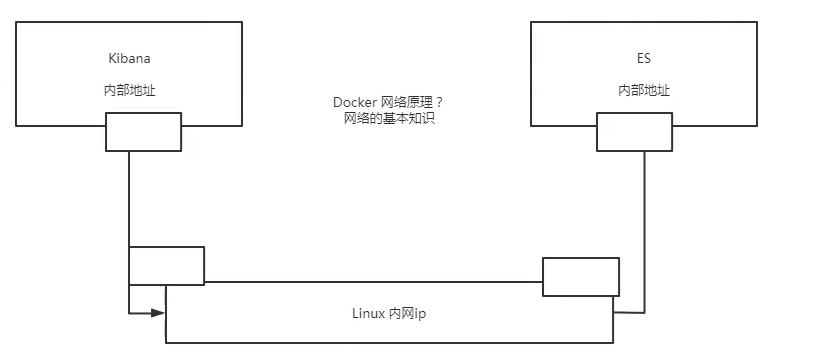 Kibana
内部地址
ES
内部地址
Docker 网络原理？
网络的基本知识
Linux 内网ip